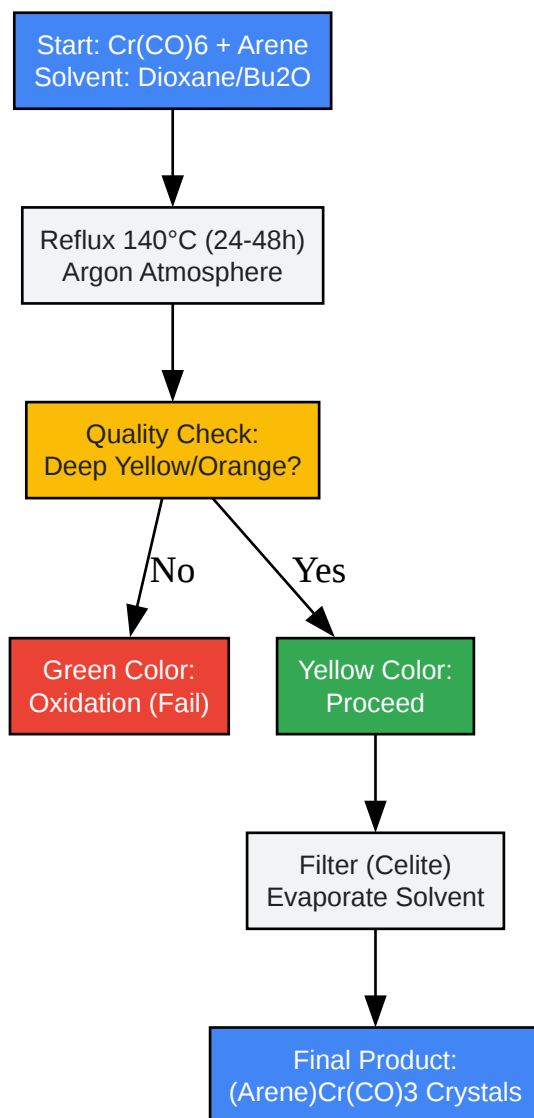 Start: Cr(CO)6 + Arene
Solvent: Dioxane/Bu2O
Reflux 140°C (24-48h)
Argon Atmosphere
Quality Check:
Deep Yellow/Orange?
No
Yes
Green Color:
Oxidation (Fail)
Yellow Color:
Proceed
Filter (Celite)
Evaporate Solvent
Final Product:
(Arene)Cr(CO)3 Crystals